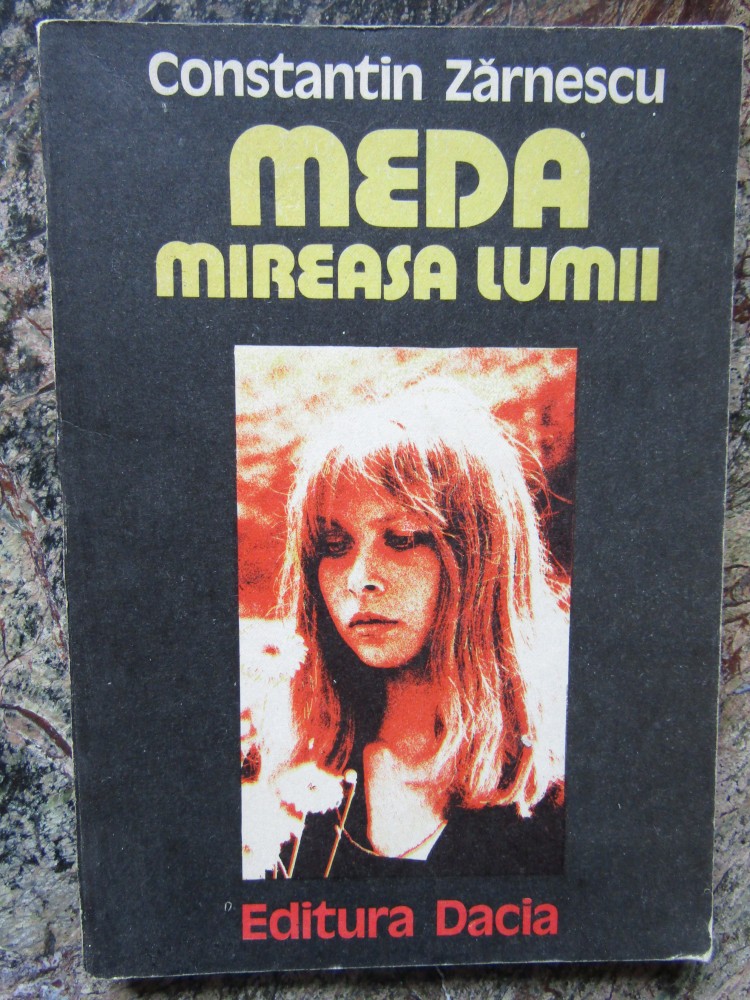 Constantin Zărnescu
MEDA
MIREASA LUMII
Editura Dacia